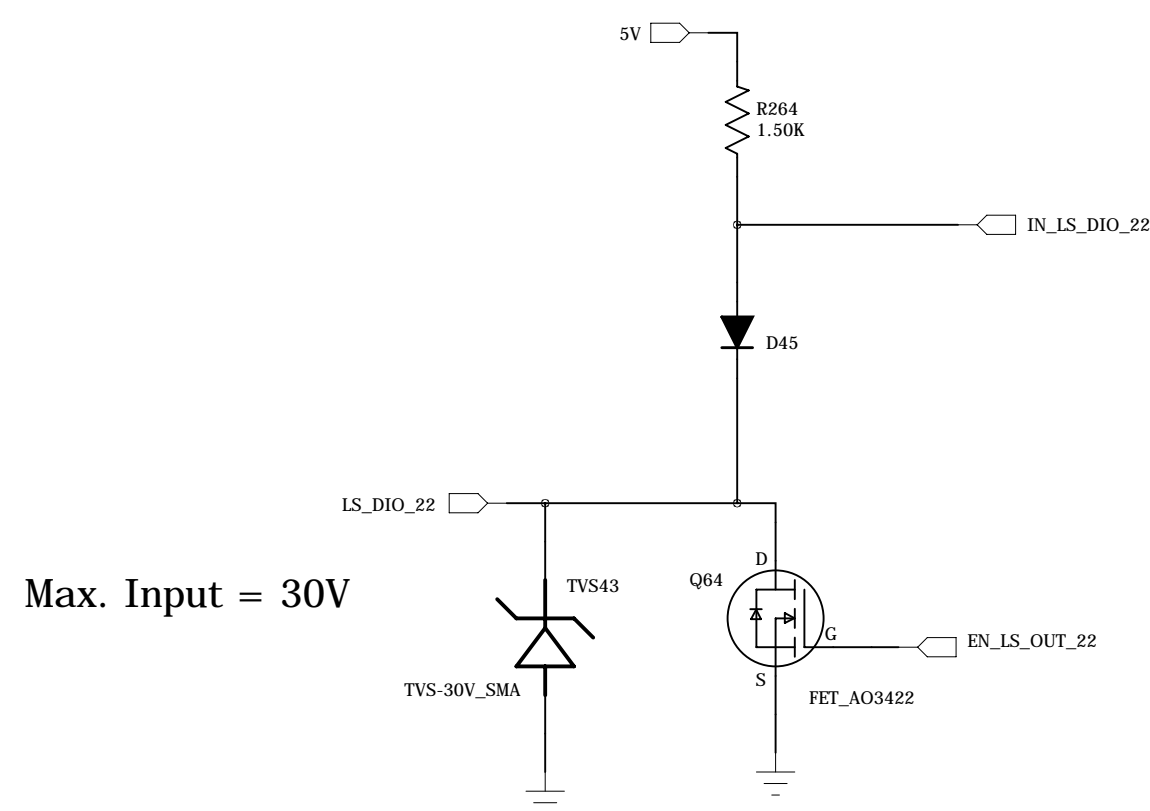 5V
R264
1.50K
IN_LS_DIO_22
D45
LS_DIO_22
Max. Input = 30V
TVS43
TVS-30V_SMA
Q64
D
G
S
EN_LS_OUT_22
FET_AO3422